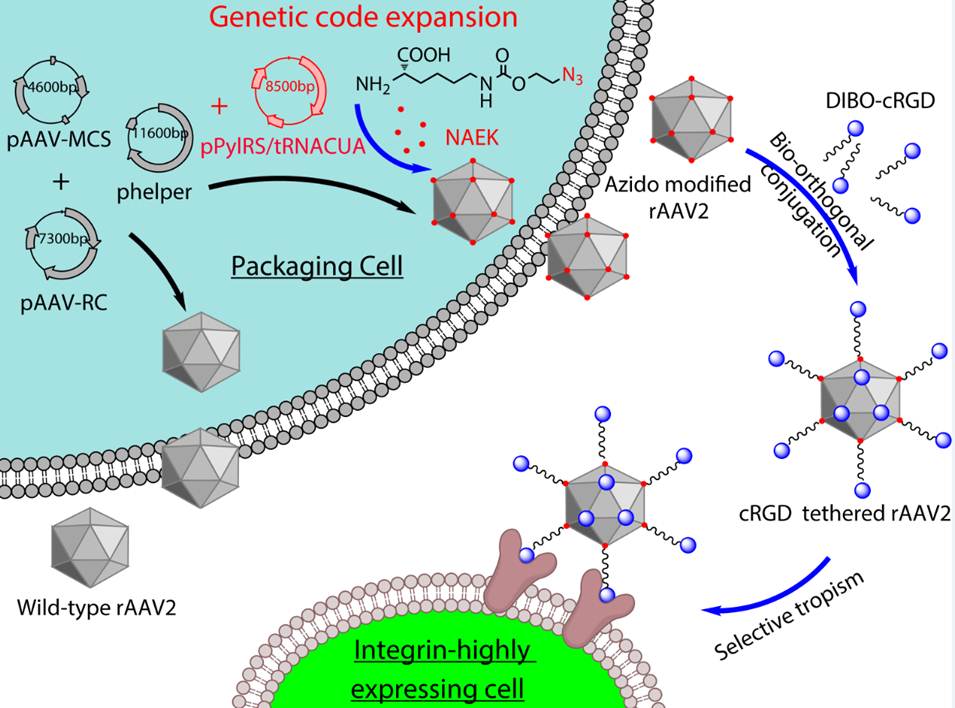 Genetic code expansion
4600bp
pAAV-MCS
+
7300bp
pAAV-RC
11600bp
phelper
+
8500bp
pPylRS/tRNACUA
COOH
NH2
N
H
O
O
N3
NAEK
Packaging Cell
Wild-type rAAV2
Azido modified
rAAV2
DIBO-cRGD
Bio-orthogonal
conjugation
cRGD tethered rAAV2
Selective tropism
Integrin-highly
expressing cell